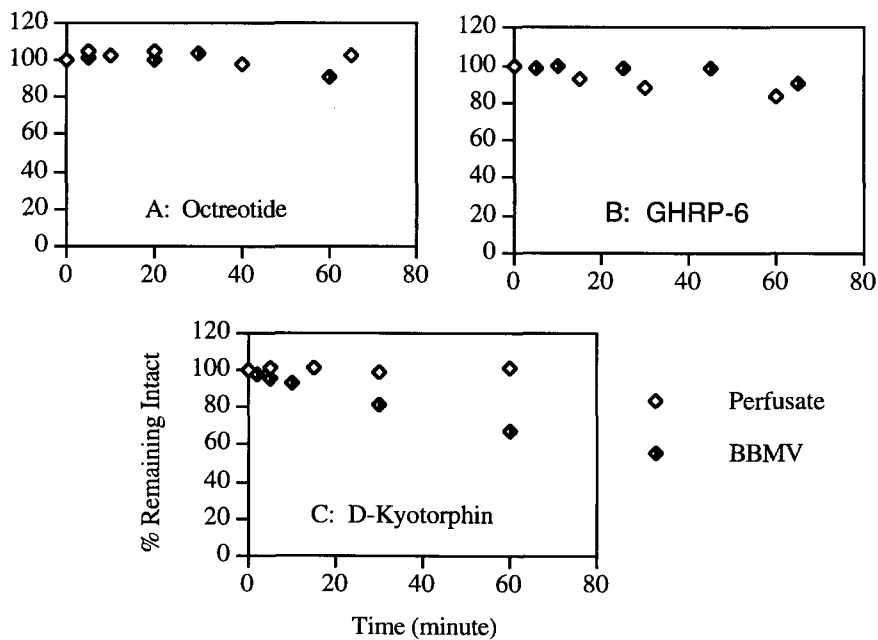 120
100
80
60
40
20
0
A: Octreotide
0 20 40 60 80
120
100
80
60
40
20
0
B: GHRP-6
0 20 40 60 80
% Remaining Intact
120
100
80
60
40
20
0
C: D-Kyotorphin
0 20 40 60 80
Time (minute)
Perfusate
BBMV